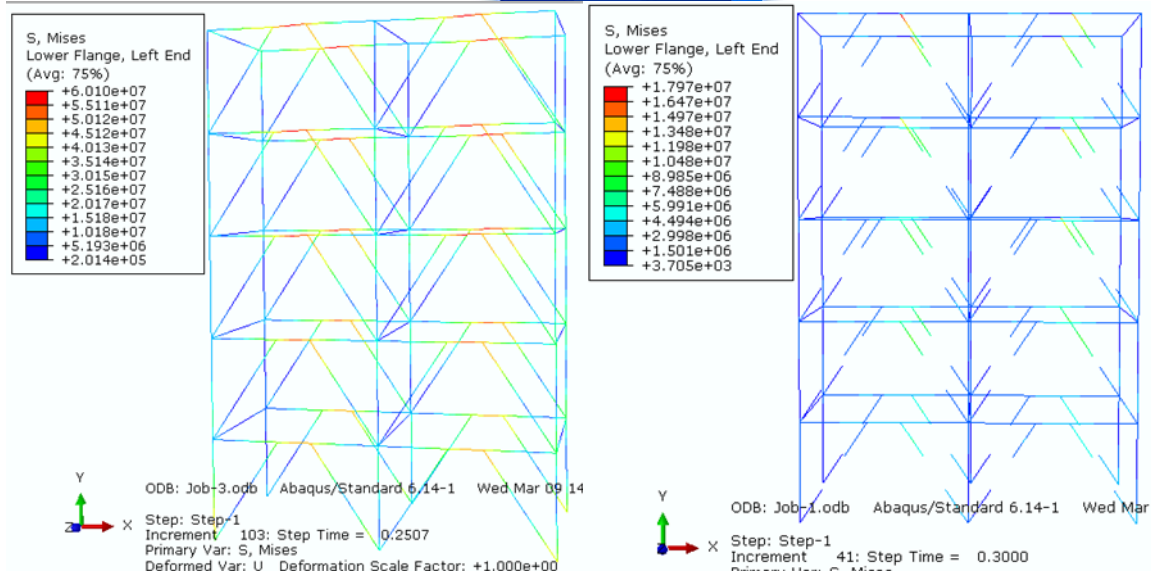 S, Mises
Lower Flange, Left End
(Avg: 75%)
+6.010e+07
+5.511e+07
+5.012e+07
+4.512e+07
+4.013e+07
+3.514e+07
+3.015e+07
+2.516e+07
+2.017e+07
+1.518e+07
+1.018e+07
+5.193e+06
+2.014e+05
Y
X
Z
ODB: Job-3.odb Abaqus/Standard 6.14-1 Wed Mar 09 14
Step: Step-1
Increment 103: Step Time = 0.2507
Primary Var: S, Mises
Deformed Var: U Deformation Scale Factor: +1.000e+00
S, Mises
Lower Flange, Left End
(Avg: 75%)
+1.797e+07
+1.647e+07
+1.497e+07
+1.348e+07
+1.198e+07
+1.048e+07
+8.985e+06
+7.488e+06
+5.991e+06
+4.494e+06
+2.998e+06
+1.501e+06
+3.705e+03
Y
X
ODB: Job-1.odb Abaqus/Standard 6.14-1 Wed Mar
Step: Step-1
Increment 41: Step Time = 0.3000